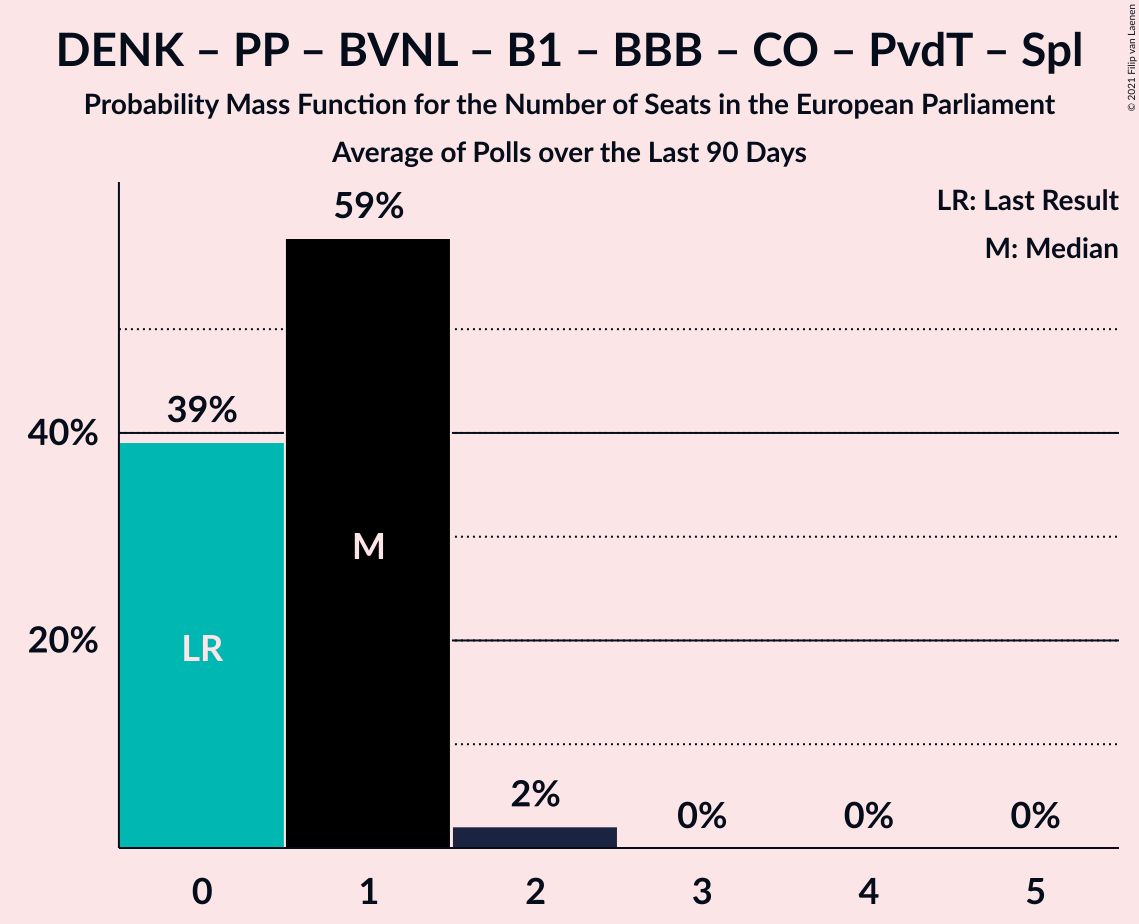 DENK – PP – BVNL – B1 – BBB – CO – PvdT – Spl
Probability Mass Function for the Number of Seats in the European Parliament
Average of Polls over the Last 90 Days
© 2021 Filip van Laenen
LR: Last Result
M: Median
59%
39%
40%
M
20%
LR
2%
0%
0%
0%
0
1
2
3
4
5